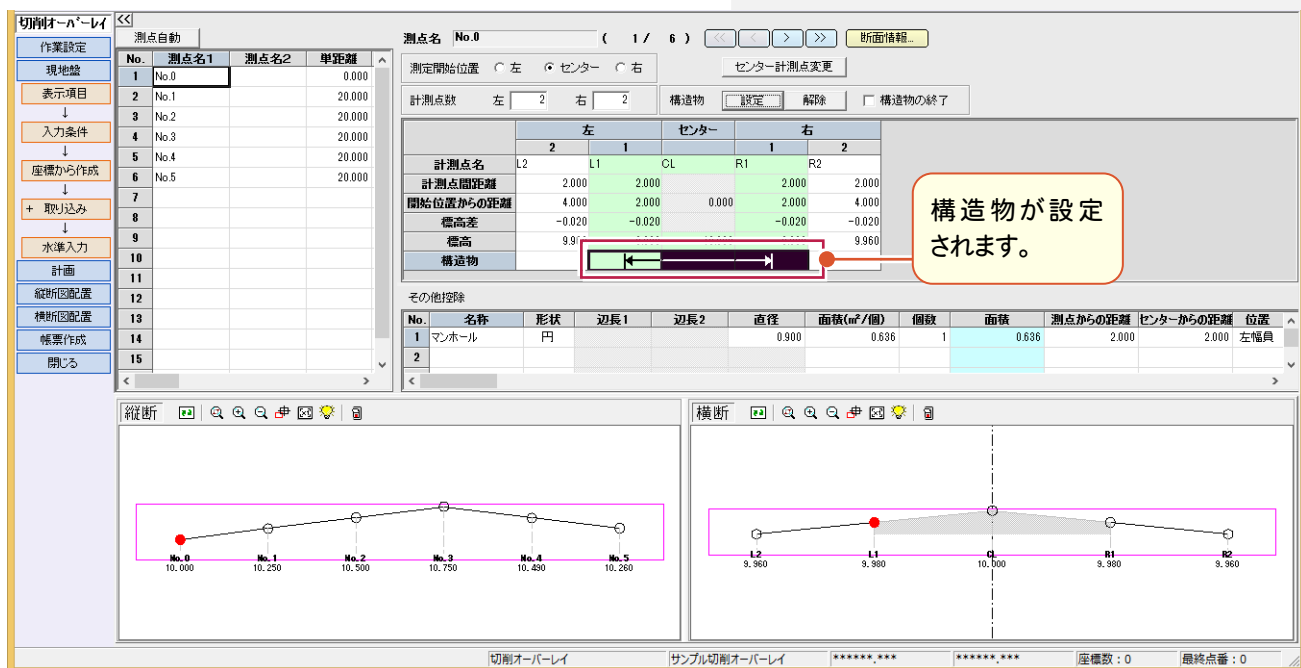 切削オーバーレイ
<<
作業設定
現地盤
表示項目
↓
入力条件
↓
座標から作成
↓
+ 取り込み
↓
水準入力
計画
縦断図配置
横断図配置
帳票作成
閉じる
測点自動
No. 測点名1 測点名2 単距離
1 No.0 0.000
2 No.1 20.000
3 No.2 20.000
4 No.3 20.000
5 No.4 20.000
6 No.5 20.000
7
8
9
10
11
12
13
14
15
測点名 No.0 ( 1/ 6 ) << < > >> 断面情報...
測定開始位置 左 センター 右 センター計測点変更
計測点数 左 2 右 2 構造物 設定 解除 構造物の終了
左 センター 右
2 1 1 2
計測点名 L2 L1 CL R1 R2
計測点間距離 2.000 2.000 2.000 2.000
開始位置からの距離 4.000 2.000 0.000 2.000 4.000
標高差 -0.020 -0.020 -0.020 -0.020
標高 9.960
構造物
構造物が設定
されます。
その他控除
No. 名称 形状 辺長1 辺長2 直径 面積(㎡/個) 個数 面積 測点からの距離 センターからの距離 位置
1 マンホール 円 0.900 0.636 1 0.636 2.000 2.000 左幅員
2
縦断
No.0 No.1 No.2 No.3 No.4 No.5
10.000 10.250 10.500 10.750 10.490 10.260
横断
L2 L1 CL R1 R2
9.960 9.980 10.000 9.980 9.960
切削オーバーレイ サンプル切削オーバーレイ ******.*** ******.*** 座標数:0 最終点番:0